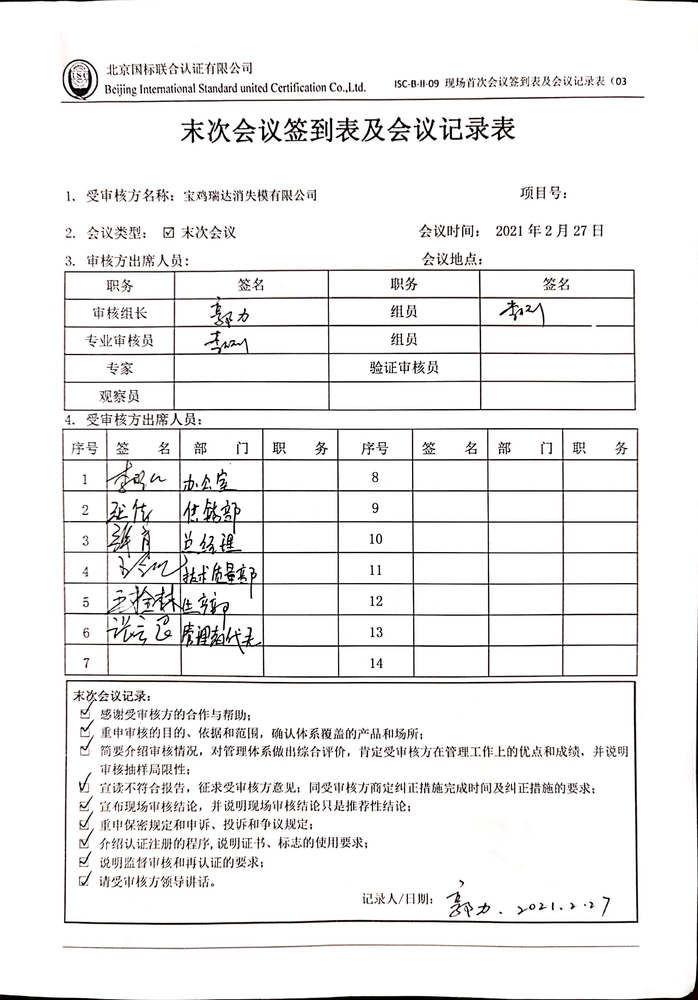 ISC
北京国标联合认证有限公司
Beijing International Standard united Certification Co.,Ltd.
ISC-B-II-09 现场首次会议签到表及会议记录表（03
末次会议签到表及会议记录表
1. 受审核方名称：宝鸡瑞达消失模有限公司 项目号：
2. 会议类型： ☑ 末次会议 会议时间： 2021 年 2 月 27 日
3. 审核方出席人员： 会议地点：
职务 签名 职务 签名
审核组长 郭力 组员
专业审核员 组员
专家 验证审核员
观察员
4. 受审核方出席人员：
序号 签 名 部 门 职 务 序号 签 名 部 门 职 务
1 办公室 8
2 供销部 9
3 总经理 10
4 技术质量部 11
5 毛拴林 生产部 12
6 管理者代表 13
7 14
末次会议记录：
☑ 感谢受审核方的合作与帮助；
☑ 重申审核的目的、依据和范围，确认体系覆盖的产品和场所；
☑ 简要介绍审核情况，对管理体系做出综合评价，肯定受审核方在管理工作上的优点和成绩，并说明
审核抽样局限性；
☑ 宣读不符合报告，征求受审核方意见；同受审核方商定纠正措施完成时间及纠正措施的要求；
☑ 宣布现场审核结论，并说明现场审核结论只是推荐性结论；
☑ 重申保密规定和申诉、投诉和争议规定；
☑ 介绍认证注册的程序,说明证书、标志的使用要求；
☑ 说明监督审核和再认证的要求；
☑ 请受审核方领导讲话。
记录人/日期： 郭力. 2021.2.27